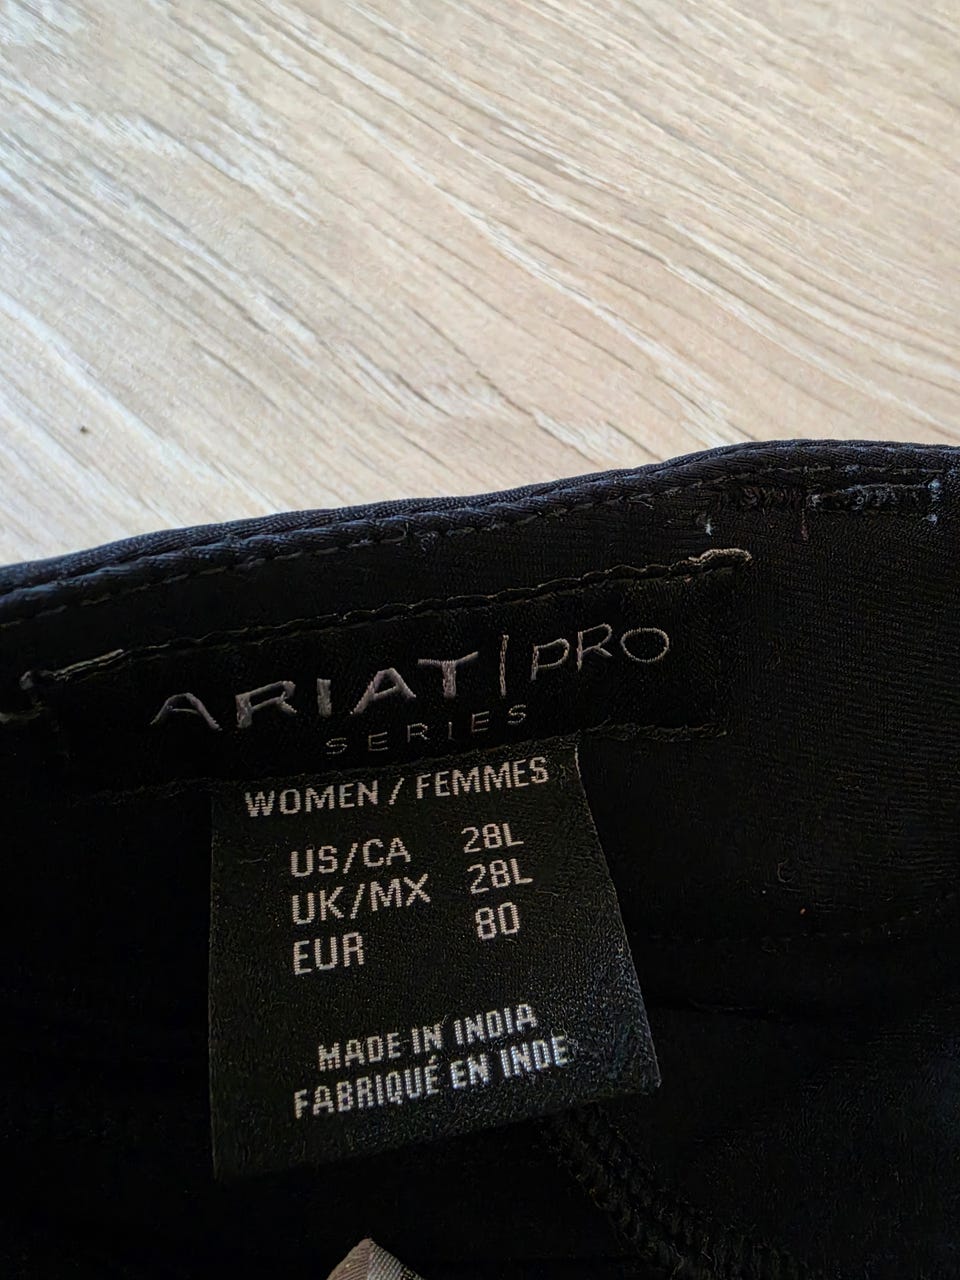 ARIAT | PRO
SERIES
WOMEN / FEMMES
US/CA 28L
UK/MX 28L
EUR 80
MADE IN INDIA
FABRIQUÉ EN INDE